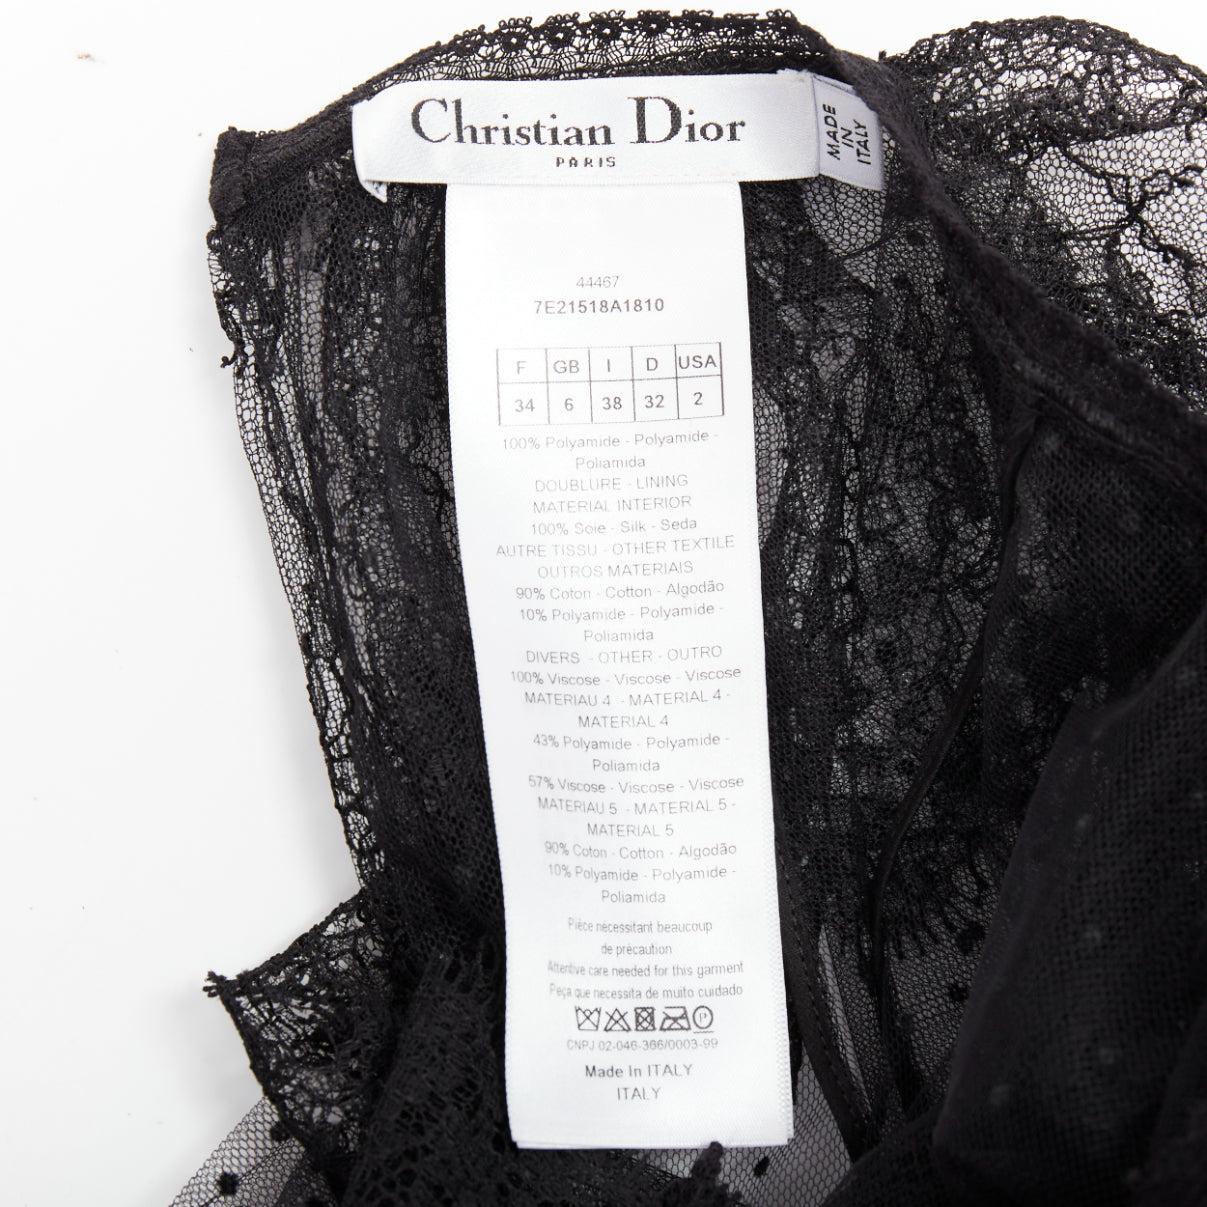 Christian Dior
PARIS
MADE
IN
ITALY
44467
7E21518A1810
F GB I D USA
34 6 38 32 2
100% Polyamide - Polyamide -
Poliamida
DOUBLURE - LINING
MATERIAL INTERIOR
100% Soie - Silk - Seda
AUTRE TISSU - OTHER TEXTILE
OUTROS MATERIAIS
90% Coton - Cotton - Algodão
10% Polyamide - Polyamide -
Poliamida
DIVERS - OTHER - OUTRO
100% Viscose - Viscose - Viscose
MATERIAU 4 - MATERIAL 4 -
MATERIAL 4
43% Polyamide - Polyamide -
Poliamida
57% Viscose - Viscose - Viscose
MATERIAU 5 - MATERIAL 5 -
MATERIAL 5
90% Coton - Cotton - Algodão
10% Polyamide - Polyamide -
Poliamida
Pièce nécessitant beaucoup
de précaution
Attentive care needed for this garment
Peça que necessita de muito cuidado
P
CNPJ 02-046-366/0003-99
Made In ITALY
ITALY